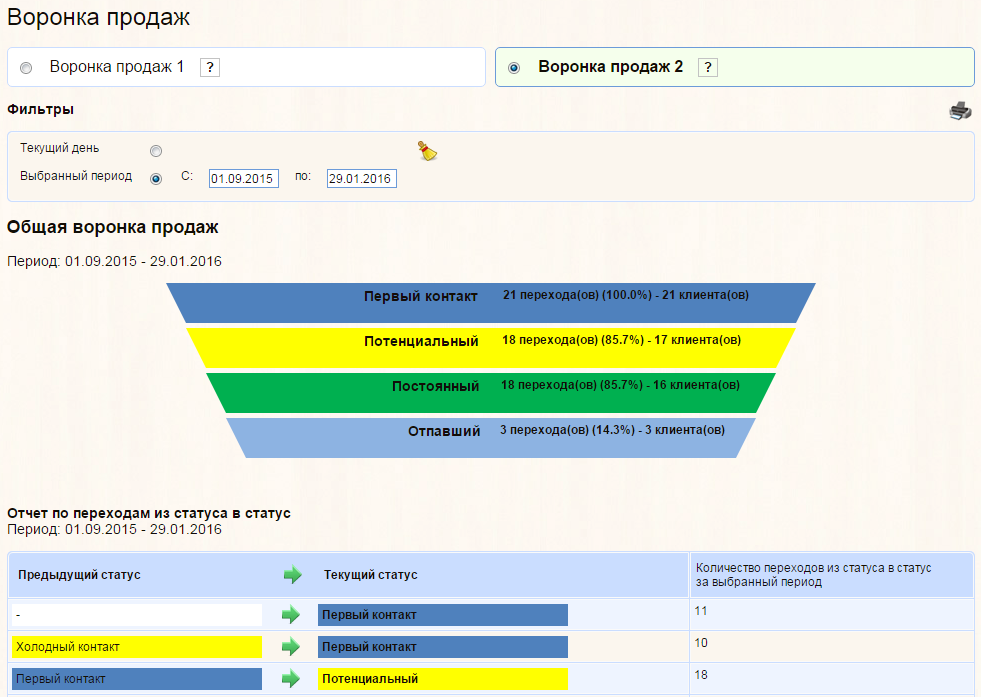 Воронка продаж
Воронка продаж 1 ?
Воронка продаж 2 ?
Фильтры
Текущий день
Выбранный период С: 01.09.2015 по: 29.01.2016
Общая воронка продаж
Период: 01.09.2015 - 29.01.2016
Первый контакт 21 перехода(ов) (100.0%) - 21 клиента(ов)
Потенциальный 18 перехода(ов) (85.7%) - 17 клиента(ов)
Постоянный 18 перехода(ов) (85.7%) - 16 клиента(ов)
Отпавший 3 перехода(ов) (14.3%) - 3 клиента(ов)
Отчет по переходам из статуса в статус
Период: 01.09.2015 - 29.01.2016
Предыдущий статус Текущий статус Количество переходов из статуса в статус
за выбранный период
- Первый контакт 11
Холодный контакт Первый контакт 10
Первый контакт Потенциальный 18